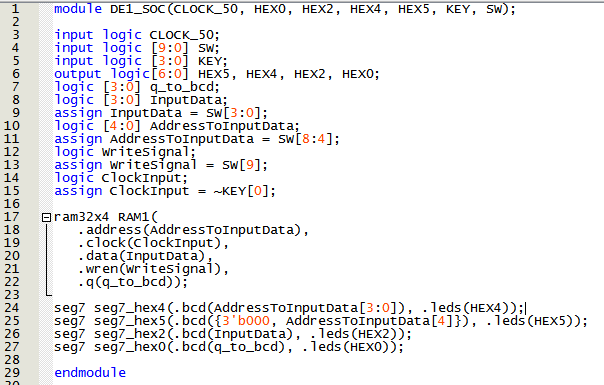 1 module DE1_SOC(CLOCK_50, HEX0, HEX2, HEX4, HEX5, KEY, SW);
2
3 input logic CLOCK_50;
4 input logic [9:0] SW;
5 input logic [3:0] KEY;
6 output logic[6:0] HEX5, HEX4, HEX2, HEX0;
7 logic [3:0] q_to_bcd;
8 logic [3:0] InputData;
9 assign InputData = SW[3:0];
10 logic [4:0] AddressToInputData;
11 assign AddressToInputData = SW[8:4];
12 logic WriteSignal;
13 assign WriteSignal = SW[9];
14 logic ClockInput;
15 assign ClockInput = ~KEY[0];
16
17 ram32x4 RAM1(
18 .address(AddressToInputData),
19 .clock(ClockInput),
20 .data(InputData),
21 .wren(WriteSignal),
22 .q(q_to_bcd));
23
24 seg7 seg7_hex4(.bcd(AddressToInputData[3:0]), .leds(HEX4));
25 seg7 seg7_hex5(.bcd({3'b000, AddressToInputData[4]}), .leds(HEX5));
26 seg7 seg7_hex2(.bcd(InputData), .leds(HEX2));
27 seg7 seg7_hex0(.bcd(q_to_bcd), .leds(HEX0));
28
29 endmodule